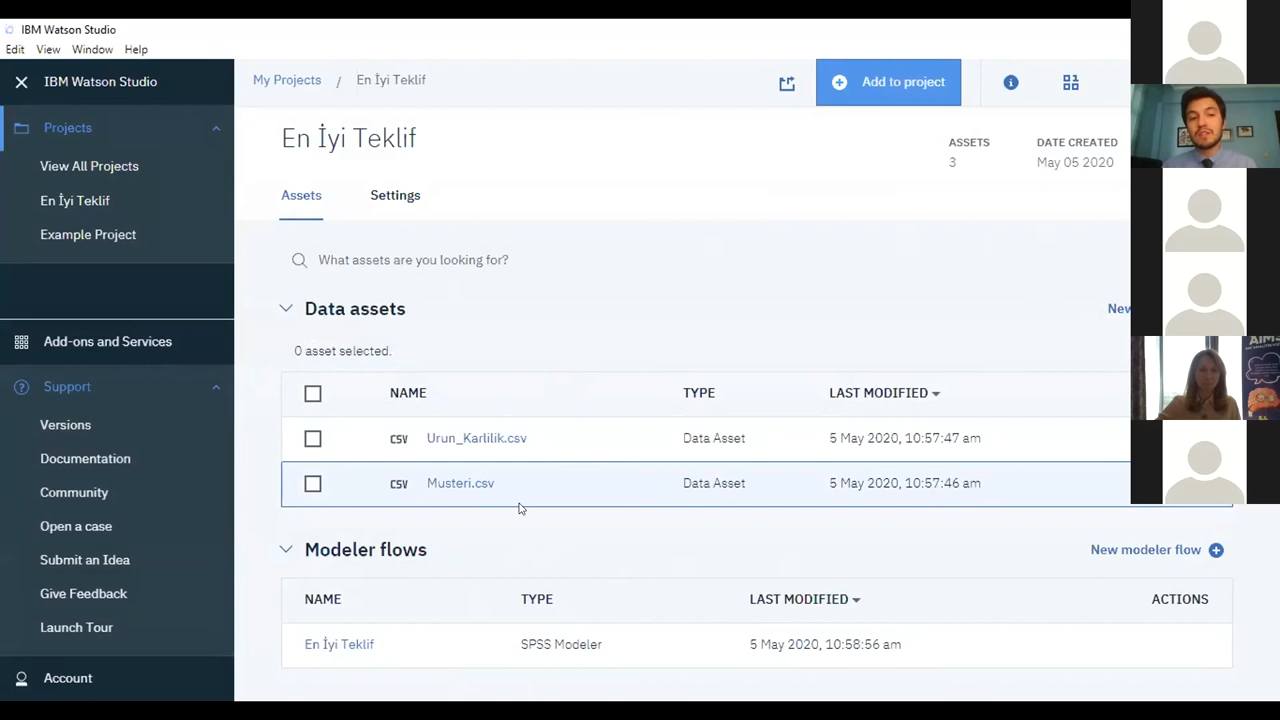 IBM Watson Studio
Edit View Window Help
IBM Watson Studio
Projects
View All Projects
En İyi Teklif
Example Project
Add-ons and Services
Support
Versions
Documentation
Community
Open a case
Submit an Idea
Give Feedback
Launch Tour
Account
My Projects / En İyi Teklif
Add to project
En İyi Teklif
ASSETS DATE CREATED
3 May 05 2020
Assets Settings
What assets are you looking for?
Data assets New
0 asset selected.
NAME TYPE LAST MODIFIED
CSV Urun_Karlilik.csv Data Asset 5 May 2020, 10:57:47 am
CSV Musteri.csv Data Asset 5 May 2020, 10:57:46 am
Modeler flows New modeler flow
NAME TYPE LAST MODIFIED ACTIONS
En İyi Teklif SPSS Modeler 5 May 2020, 10:58:56 am
AIMS